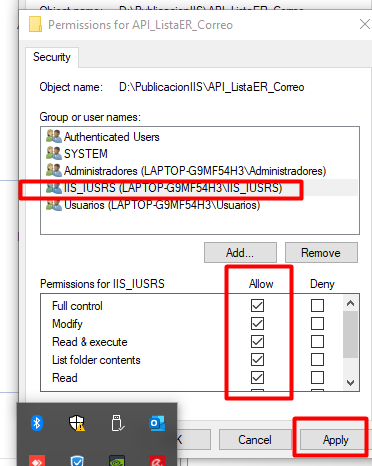 Permissions for API_ListaER_Correo
Security
Object name: D:\PublicacionIIS\API_ListaER_Correo
Group or user names:
Authenticated Users
SYSTEM
Administradores (LAPTOP-G9MF54H3\Administradores)
IIS_IUSRS (LAPTOP-G9MF54H3\IIS_IUSRS)
Usuarios (LAPTOP-G9MF54H3\Usuarios)
Add... Remove
Permissions for IIS_IUSRS Allow Deny
Full control
Modify
Read & execute
List folder contents
Read
Cancel Apply